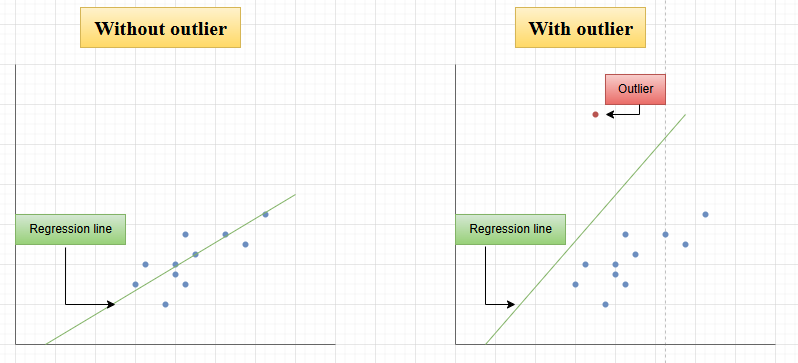 Without outlier
With outlier
Outlier
Regression line
Regression line